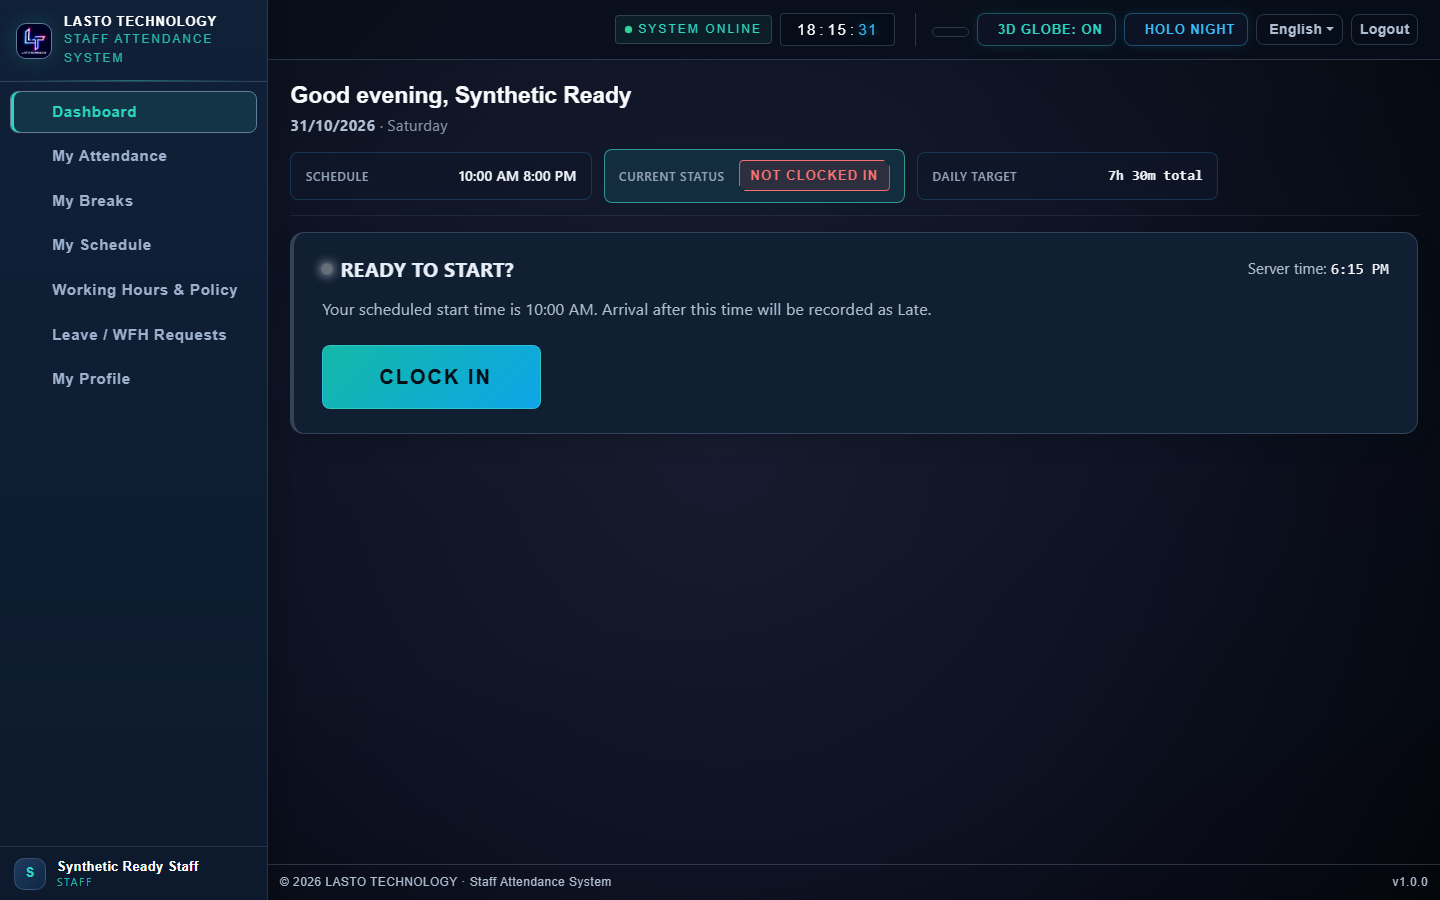 LASTO TECHNOLOGY
STAFF ATTENDANCE
SYSTEM
SYSTEM ONLINE
18:15:31
3D GLOBE: ON
HOLO NIGHT
English
Logout
Dashboard
My Attendance
My Breaks
My Schedule
Working Hours & Policy
Leave / WFH Requests
My Profile
Good evening, Synthetic Ready
31/10/2026 · Saturday
SCHEDULE 10:00 AM 8:00 PM
CURRENT STATUS NOT CLOCKED IN
DAILY TARGET 7h 30m total
READY TO START?
Server time: 6:15 PM
Your scheduled start time is 10:00 AM. Arrival after this time will be recorded as Late.
CLOCK IN
S
Synthetic Ready Staff
STAFF
© 2026 LASTO TECHNOLOGY · Staff Attendance System
v1.0.0